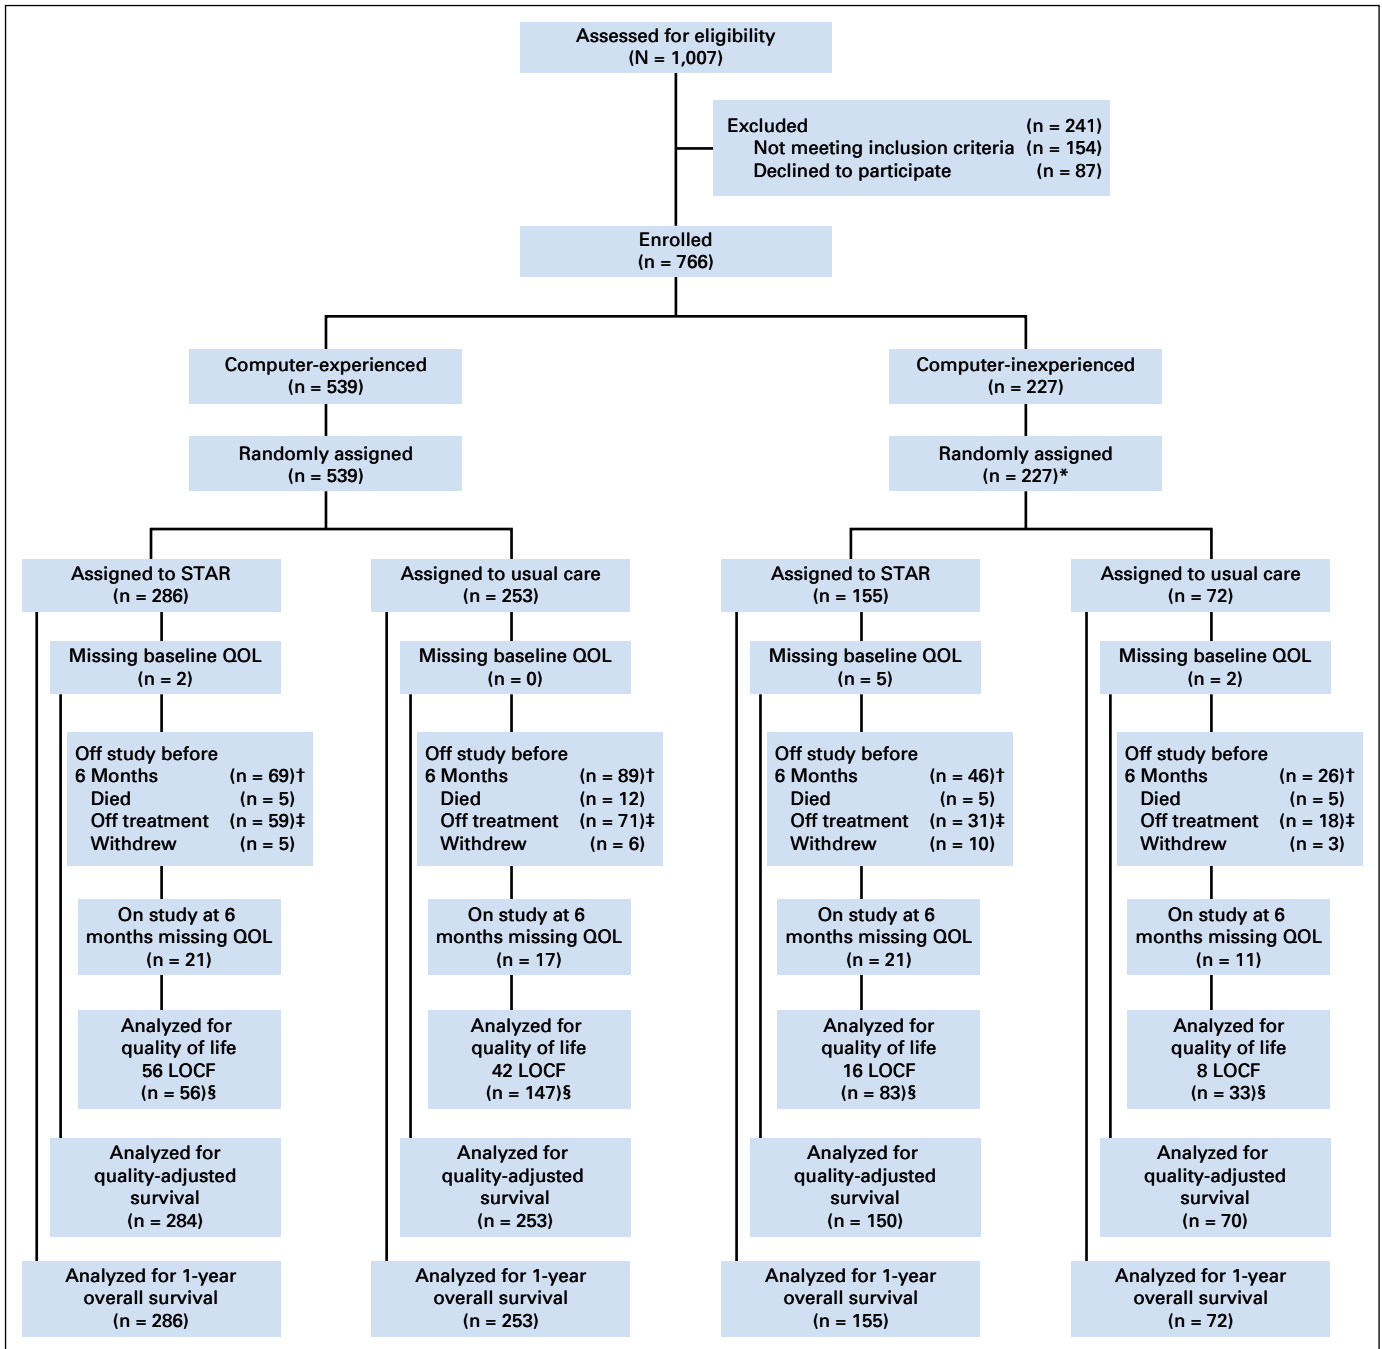 Assessed for eligibility
(N = 1,007)
Excluded (n = 241)
Not meeting inclusion criteria (n = 154)
Declined to participate (n = 87)
Enrolled
(n = 766)
Computer-experienced
(n = 539)
Randomly assigned
(n = 539)
Computer-inexperienced
(n = 227)
Randomly assigned
(n = 227)*
Assigned to STAR
(n = 286)
Missing baseline QOL
(n = 2)
Off study before
6 Months (n = 69)†
Died (n = 5)
Off treatment (n = 59)‡
Withdrew (n = 5)
On study at 6
months missing QOL
(n = 21)
Analyzed for
quality of life
56 LOCF
(n = 56)§
Analyzed for
quality-adjusted
survival
(n = 284)
Analyzed for 1-year
overall survival
(n = 286)
Assigned to usual care
(n = 253)
Missing baseline QOL
(n = 0)
Off study before
6 Months (n = 89)†
Died (n = 12)
Off treatment (n = 71)‡
Withdrew (n = 6)
On study at 6
months missing QOL
(n = 17)
Analyzed for
quality of life
42 LOCF
(n = 147)§
Analyzed for
quality-adjusted
survival
(n = 253)
Analyzed for 1-year
overall survival
(n = 253)
Assigned to STAR
(n = 155)
Missing baseline QOL
(n = 5)
Off study before
6 Months (n = 46)†
Died (n = 5)
Off treatment (n = 31)‡
Withdrew (n = 10)
On study at 6
months missing QOL
(n = 21)
Analyzed for
quality of life
16 LOCF
(n = 83)§
Analyzed for
quality-adjusted
survival
(n = 150)
Analyzed for 1-year
overall survival
(n = 155)
Assigned to usual care
(n = 72)
Missing baseline QOL
(n = 2)
Off study before
6 Months (n = 26)†
Died (n = 5)
Off treatment (n = 18)‡
Withdrew (n = 3)
On study at 6
months missing QOL
(n = 11)
Analyzed for
quality of life
8 LOCF
(n = 33)§
Analyzed for
quality-adjusted
survival
(n = 70)
Analyzed for 1-year
overall survival
(n = 72)